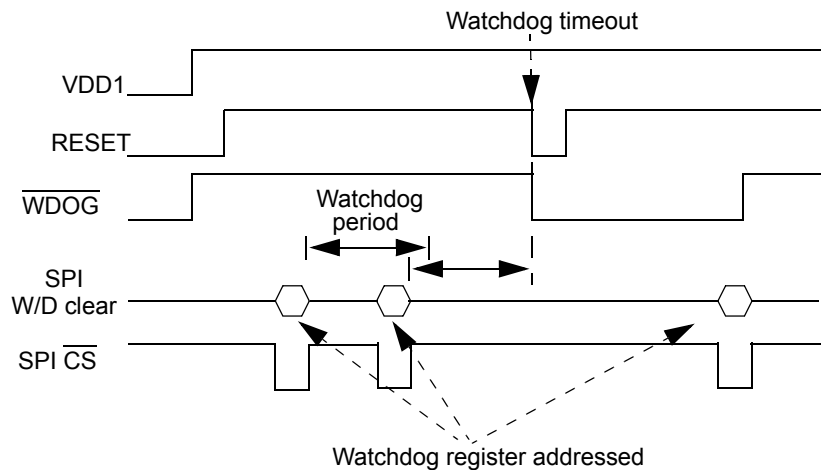 Watchdog timeout
VDD1
RESET
WDOG
Watchdog
period
SPI
W/D clear
SPI CS
Watchdog register addressed